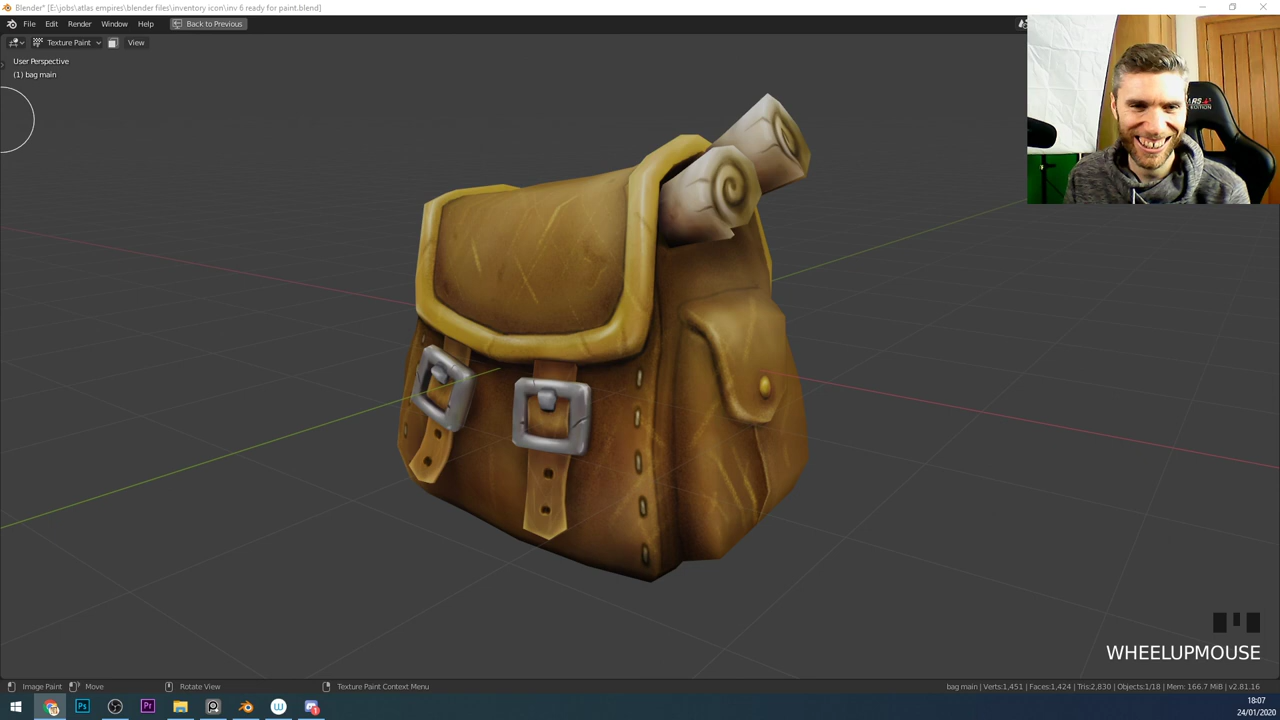 Blender* [E:\jobs\atlas empires\blender files\inventory icon\inv 6 ready for paint.blend]
File Edit Render Window Help Back to Previous
Texture Paint View
User Perspective
(1) bag main
WHEELUPMOUSE
Image Paint Move Rotate View Texture Paint Context Menu bag main | Verts:1,451 | Faces:1,424 | Tris:2,830 | Objects:1/18 | Mem: 166.7 MiB | v2.81.16
Ps Pr
18:07
24/01/2020